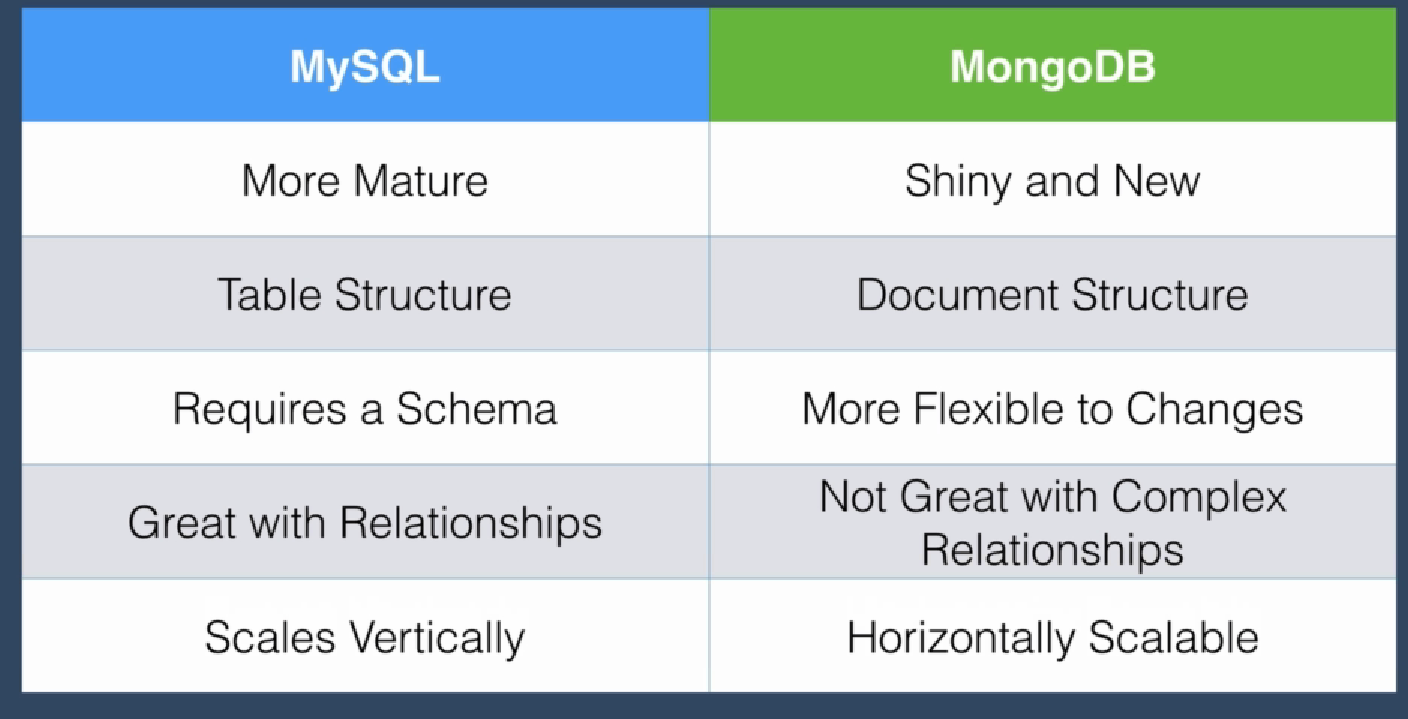 MySQL MongoDB
More Mature Shiny and New
Table Structure Document Structure
Requires a Schema More Flexible to Changes
Great with Relationships Not Great with Complex
Relationships
Scales Vertically Horizontally Scalable